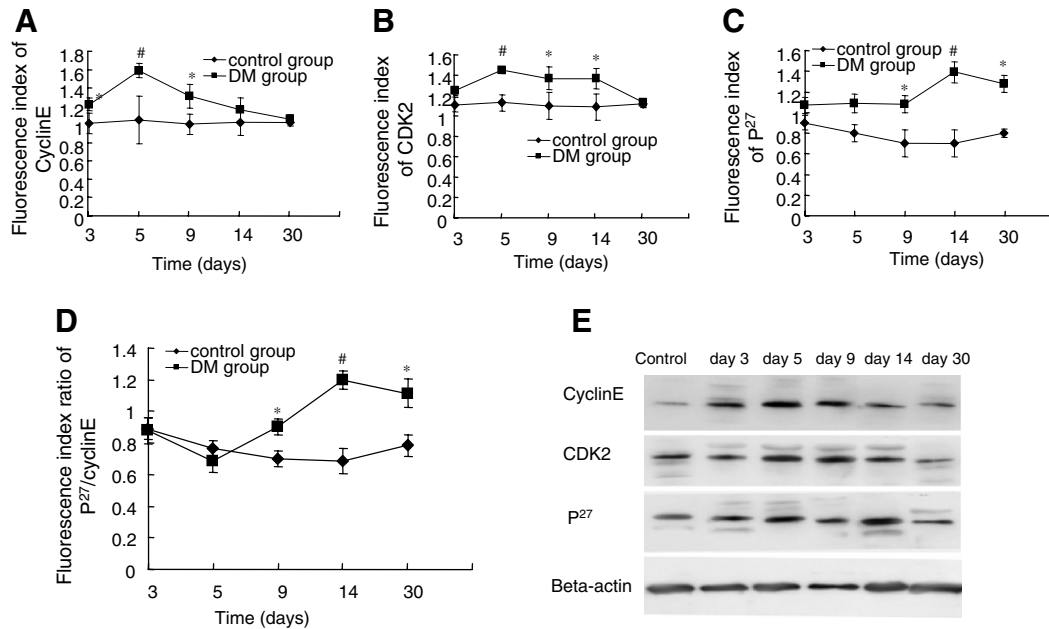 A
Fluorescence index of
CyclinE
1.8
1.6
1.4
1.2
1
0.8
0.6
0.4
0.2
0
3 5 9 14 30
Time (days)
control group
DM group
* # *
B
Fluorescence index
of CDK2
1.6
1.4
1.2
1
0.8
0.6
0.4
0.2
0
3 5 9 14 30
Time (days)
control group
DM group
# * *
C
Fluorescence index
of P27
1.6
1.4
1.2
1
0.8
0.6
0.4
0.2
0
3 5 9 14 30
Time (days)
control group
DM group
* # *
D
Fluorescence index ratio of
P27/cyclinE
1.4
1.2
1
0.8
0.6
0.4
0.2
0
3 5 9 14 30
Time (days)
control group
DM group
* # *
E
Control day 3 day 5 day 9 day 14 day 30
CyclinE
CDK2
P27
Beta-actin